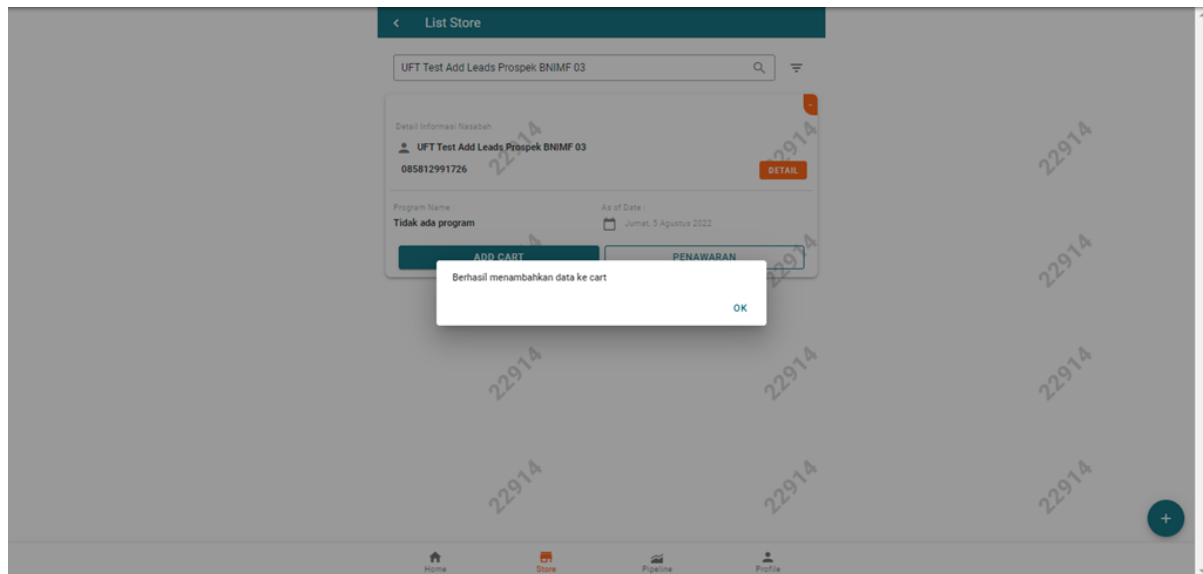 List Store
UFT Test Add Leads Prospek BNIMF 03
-
Detail Informasi Nasabah
22914
22914
22914
UFT Test Add Leads Prospek BNIMF 03
085812991726
DETAIL
Program Name :
As of Date :
Tidak ada program
Jumat, 5 Agustus 2022
22914
22914
ADD CART
PENAWARAN
Berhasil menambahkan data ke cart
OK
22914
22914
22914
22914
22914
22914
+
Home
Store
Pipeline
Profile